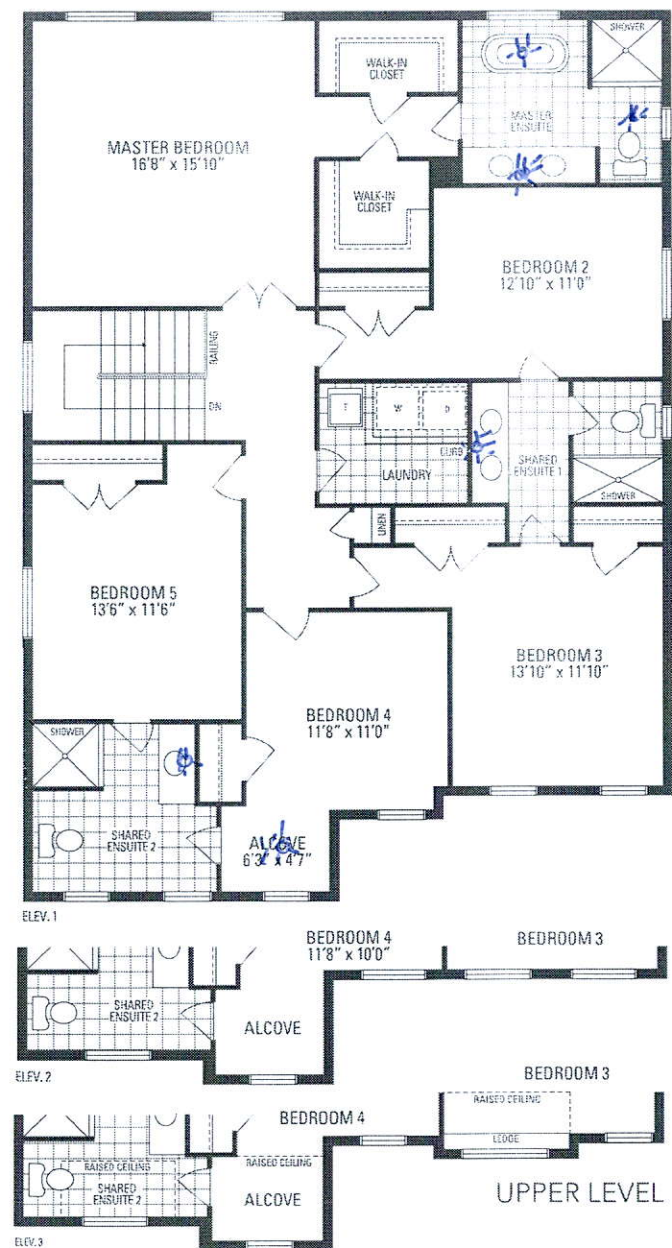 SHOWER
WALK-IN
CLOSET
MASTER
ENSUITE
MASTER BEDROOM
16'8" x 15'10"
WALK-IN
CLOSET
BEDROOM 2
12'10" x 11'0"
RAILING
DN
T
W
D
CURB
LAUNDRY
SHARED
ENSUITE 1
SHOWER
LINEN
BEDROOM 5
13'6" x 11'6"
BEDROOM 3
13'10" x 11'10"
BEDROOM 4
11'8" x 11'0"
SHOWER
SHARED
ENSUITE 2
ALCOVE
6'3" x 4'7"
ELEV. 1
BEDROOM 4
11'8" x 10'0"
BEDROOM 3
SHARED
ENSUITE 2
ALCOVE
ELEV. 2
BEDROOM 3
BEDROOM 4
RAISED CEILING
LEDGE
RAISED CEILING
RAISED CEILING
SHARED
ENSUITE 2
ALCOVE
UPPER LEVEL
ELEV. 3